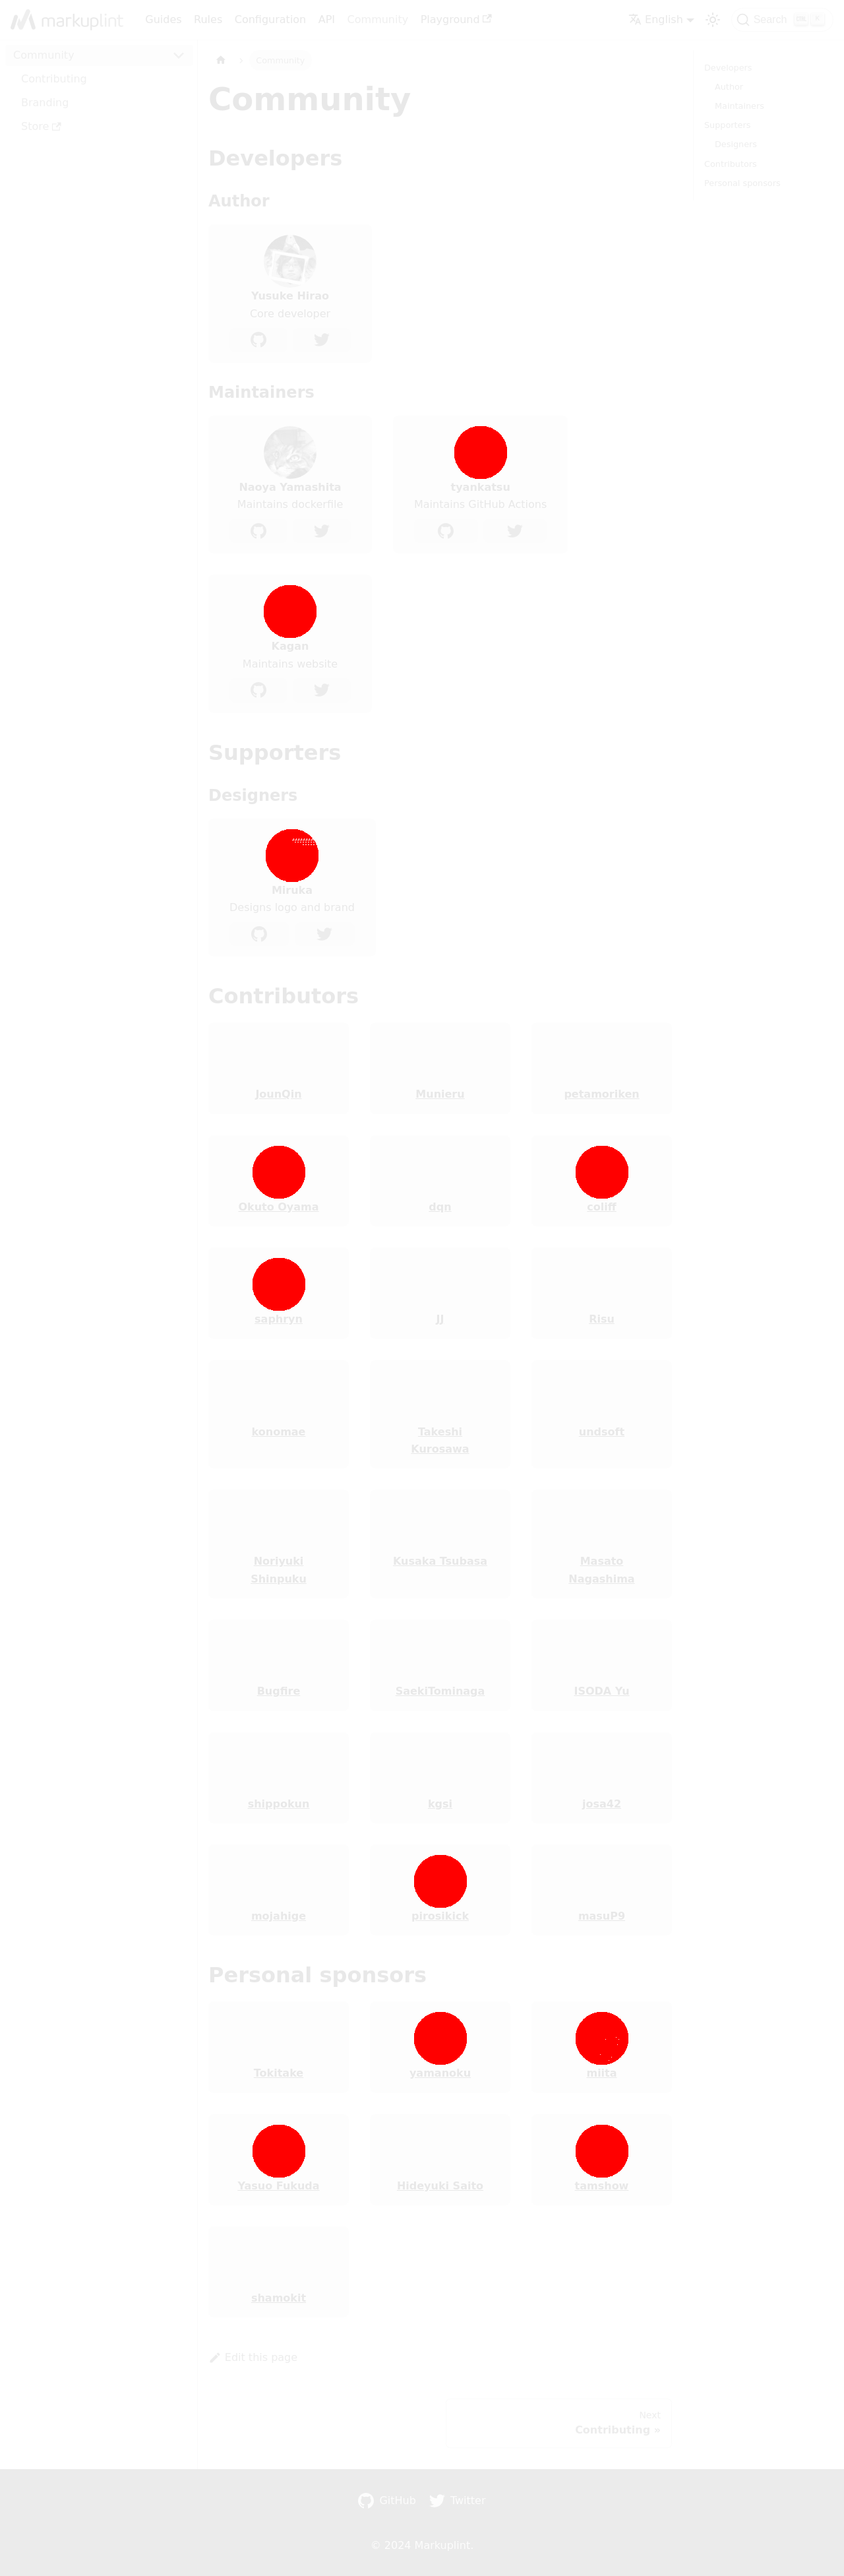 markuplint Guides Rules Configuration API Community Playground English Search
Community
Contributing
Branding
Store
Community
Developers
Author
Maintainers
Supporters
Designers
Contributors
Personal sponsors
Community
Developers
Author
Yusuke Hirao
Core developer
Maintainers
Naoya Yamashita
Maintains dockerfile
tyankatsu
Maintains GitHub Actions
Kagan
Maintains website
Supporters
Designers
Miruka
Designs logo and brand
Contributors
JounQin Munieru petamoriken
Okuto Oyama dqn coliff
saphryn JJ Risu
konomae Takeshi Kurosawa undsoft
Noriyuki Shinpuku Kusaka Tsubasa Masato Nagashima
Bugfire SaekiTominaga ISODA Yu
shippokun kgsi josa42
mojahige pirosikick masuP9
Personal sponsors
Tokitake yamanoku miita
Yasuo Fukuda Hideyuki Saito tamshow
shamokit
Edit this page
Next
Contributing »
GitHub Twitter
© 2024 Markuplint